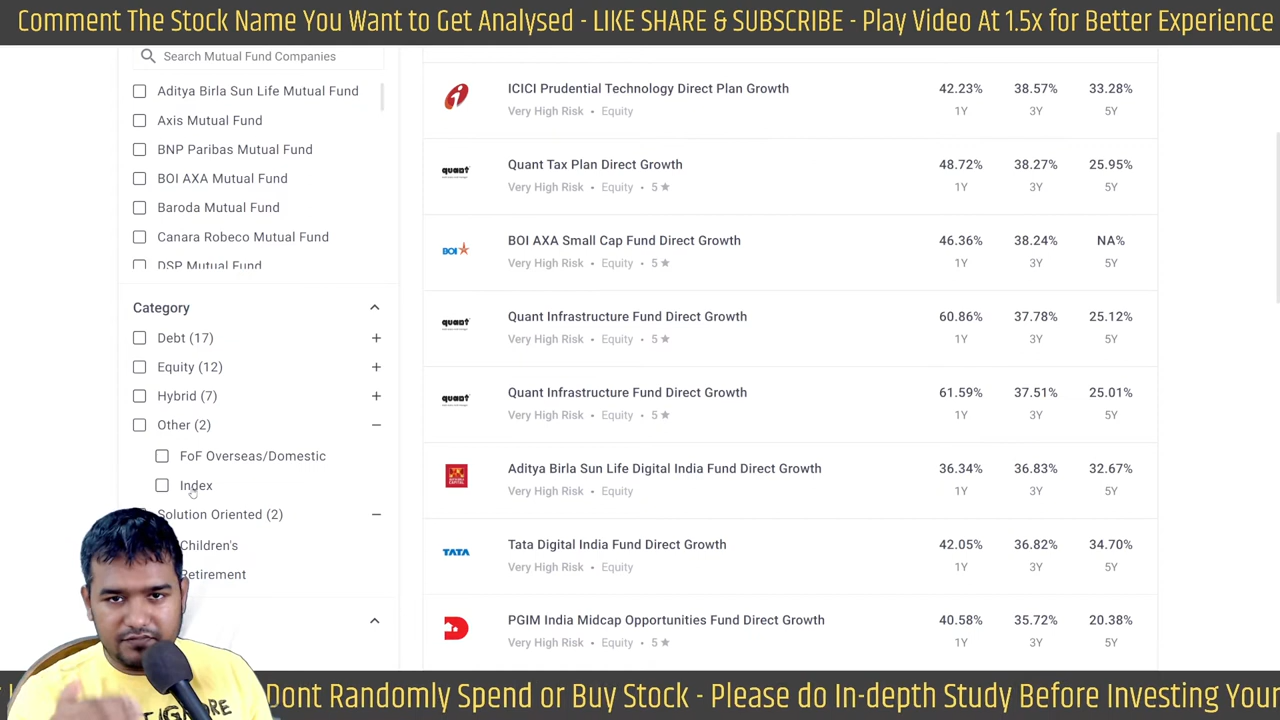 Comment The Stock Name You Want to Get Analysed - LIKE SHARE & SUBSCRIBE - Play Video At 1.5x for Better Experience
Search Mutual Fund Companies
Aditya Birla Sun Life Mutual Fund
Axis Mutual Fund
BNP Paribas Mutual Fund
BOI AXA Mutual Fund
Baroda Mutual Fund
Canara Robeco Mutual Fund
DSP Mutual Fund
Category
Debt (17)
Equity (12)
Hybrid (7)
Other (2)
FoF Overseas/Domestic
Index
Solution Oriented (2)
Children's
Retirement
ICICI Prudential Technology Direct Plan Growth 42.23% 38.57% 33.28%
Very High Risk • Equity 1Y 3Y 5Y
quant Quant Tax Plan Direct Growth 48.72% 38.27% 25.95%
Very High Risk • Equity • 5 ★ 1Y 3Y 5Y
BOI BOI AXA Small Cap Fund Direct Growth 46.36% 38.24% NA%
Very High Risk • Equity • 5 ★ 1Y 3Y 5Y
quant Quant Infrastructure Fund Direct Growth 60.86% 37.78% 25.12%
Very High Risk • Equity • 5 ★ 1Y 3Y 5Y
quant Quant Infrastructure Fund Direct Growth 61.59% 37.51% 25.01%
Very High Risk • Equity • 5 ★ 1Y 3Y 5Y
Aditya Birla Sun Life Digital India Fund Direct Growth 36.34% 36.83% 32.67%
Very High Risk • Equity 1Y 3Y 5Y
TATA Tata Digital India Fund Direct Growth 42.05% 36.82% 34.70%
Very High Risk • Equity 1Y 3Y 5Y
PGIM India Midcap Opportunities Fund Direct Growth 40.58% 35.72% 20.38%
Very High Risk • Equity • 5 ★ 1Y 3Y 5Y
Dont Randomly Spend or Buy Stock - Please do In-depth Study Before Investing Your